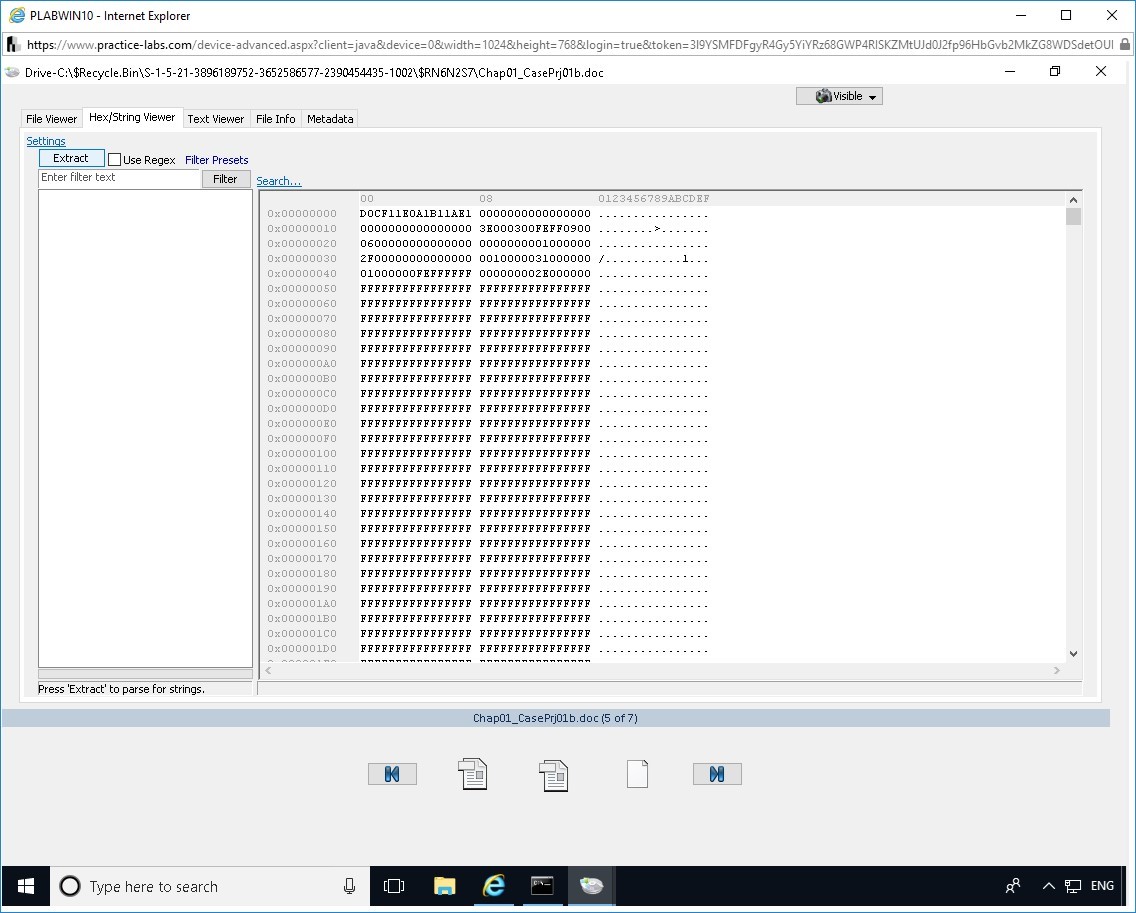 PLABWIN10 - Internet Explorer
https://www.practice-labs.com/device-advanced.aspx?client=java&device=0&width=1024&height=768&login=true&token=3I9YSMFDFgyR4Gy5YiYRz68GWP4RISKZMtUJd0J2fp96HbGvb2MkZG8WDSdetOUI
Drive-C:\$Recycle.Bin\S-1-5-21-3896189752-3652586577-2390454435-1002\$RN6N2S7\Chap01_CasePrj01b.doc
Visible
File Viewer Hex/String Viewer Text Viewer File Info Metadata
Settings
Extract Use Regex Filter Presets
Enter filter text Filter Search...
00 08 0123456789ABCDEF
0x00000000 D0CF11E0A1B11AE1 0000000000000000 ................
0x00000010 0000000000000000 3E000300FEFF0900 ........>.......
0x00000020 0600000000000000 0000000001000000 ................
0x00000030 2F00000000000000 0010000031000000 /...........1...
0x00000040 01000000FEFFFFFF 000000002E000000 ................
0x00000050 FFFFFFFFFFFFFFFF FFFFFFFFFFFFFFFF ................
0x00000060 FFFFFFFFFFFFFFFF FFFFFFFFFFFFFFFF ................
0x00000070 FFFFFFFFFFFFFFFF FFFFFFFFFFFFFFFF ................
0x00000080 FFFFFFFFFFFFFFFF FFFFFFFFFFFFFFFF ................
0x00000090 FFFFFFFFFFFFFFFF FFFFFFFFFFFFFFFF ................
0x000000A0 FFFFFFFFFFFFFFFF FFFFFFFFFFFFFFFF ................
0x000000B0 FFFFFFFFFFFFFFFF FFFFFFFFFFFFFFFF ................
0x000000C0 FFFFFFFFFFFFFFFF FFFFFFFFFFFFFFFF ................
0x000000D0 FFFFFFFFFFFFFFFF FFFFFFFFFFFFFFFF ................
0x000000E0 FFFFFFFFFFFFFFFF FFFFFFFFFFFFFFFF ................
0x000000F0 FFFFFFFFFFFFFFFF FFFFFFFFFFFFFFFF ................
0x00000100 FFFFFFFFFFFFFFFF FFFFFFFFFFFFFFFF ................
0x00000110 FFFFFFFFFFFFFFFF FFFFFFFFFFFFFFFF ................
0x00000120 FFFFFFFFFFFFFFFF FFFFFFFFFFFFFFFF ................
0x00000130 FFFFFFFFFFFFFFFF FFFFFFFFFFFFFFFF ................
0x00000140 FFFFFFFFFFFFFFFF FFFFFFFFFFFFFFFF ................
0x00000150 FFFFFFFFFFFFFFFF FFFFFFFFFFFFFFFF ................
0x00000160 FFFFFFFFFFFFFFFF FFFFFFFFFFFFFFFF ................
0x00000170 FFFFFFFFFFFFFFFF FFFFFFFFFFFFFFFF ................
0x00000180 FFFFFFFFFFFFFFFF FFFFFFFFFFFFFFFF ................
0x00000190 FFFFFFFFFFFFFFFF FFFFFFFFFFFFFFFF ................
0x000001A0 FFFFFFFFFFFFFFFF FFFFFFFFFFFFFFFF ................
0x000001B0 FFFFFFFFFFFFFFFF FFFFFFFFFFFFFFFF ................
0x000001C0 FFFFFFFFFFFFFFFF FFFFFFFFFFFFFFFF ................
0x000001D0 FFFFFFFFFFFFFFFF FFFFFFFFFFFFFFFF ................
Press 'Extract' to parse for strings.
Chap01_CasePrj01b.doc (5 of 7)
Type here to search ENG